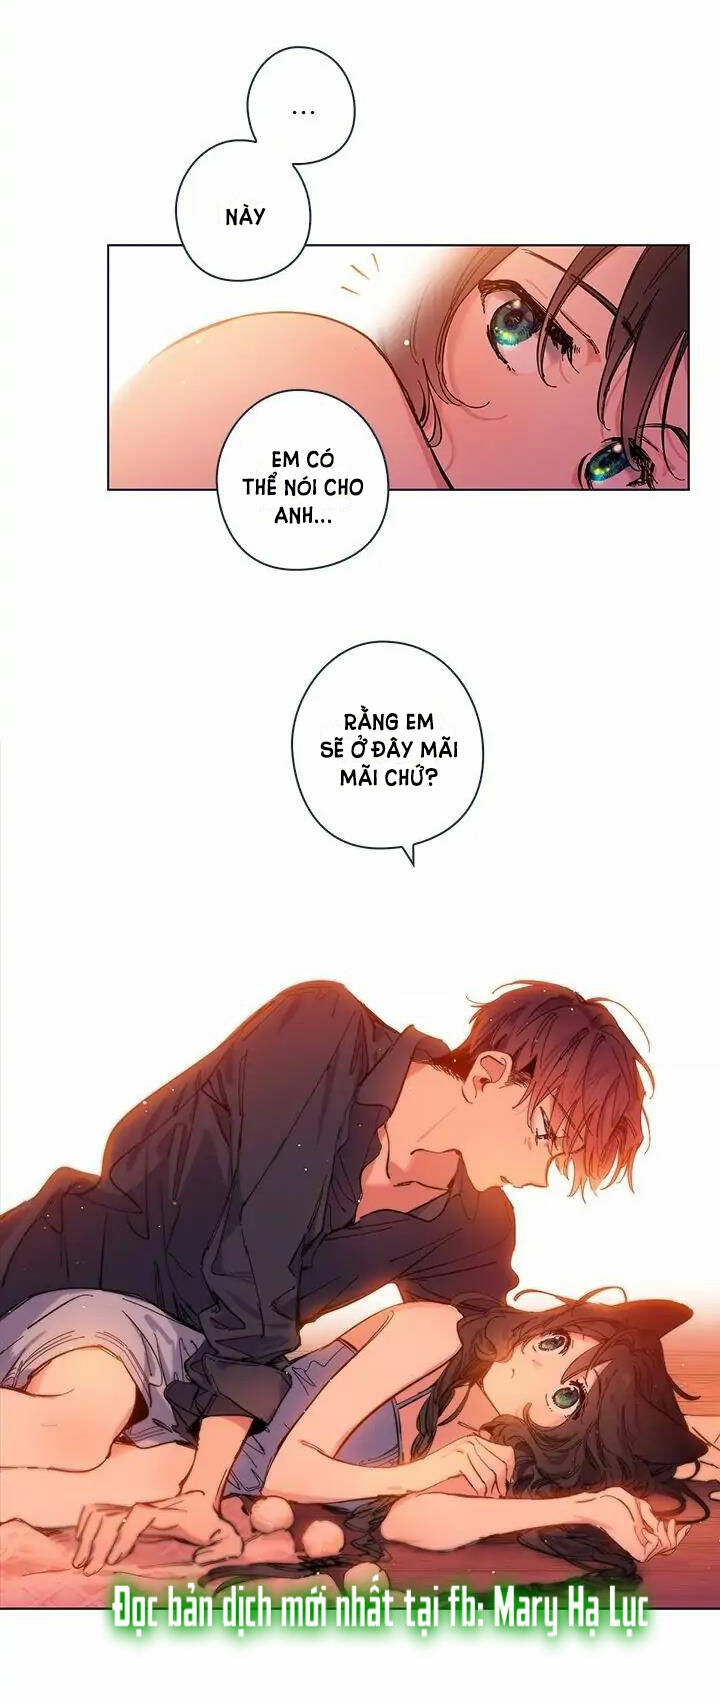 ...
NÀY
EM CÓ
THỂ NÓI CHO
ANH...
RẰNG EM
SẼ Ở ĐÂY MÃI
MÃI CHỨ?
Đọc bản dịch mới nhất tại fb: Mary Hạ Lục